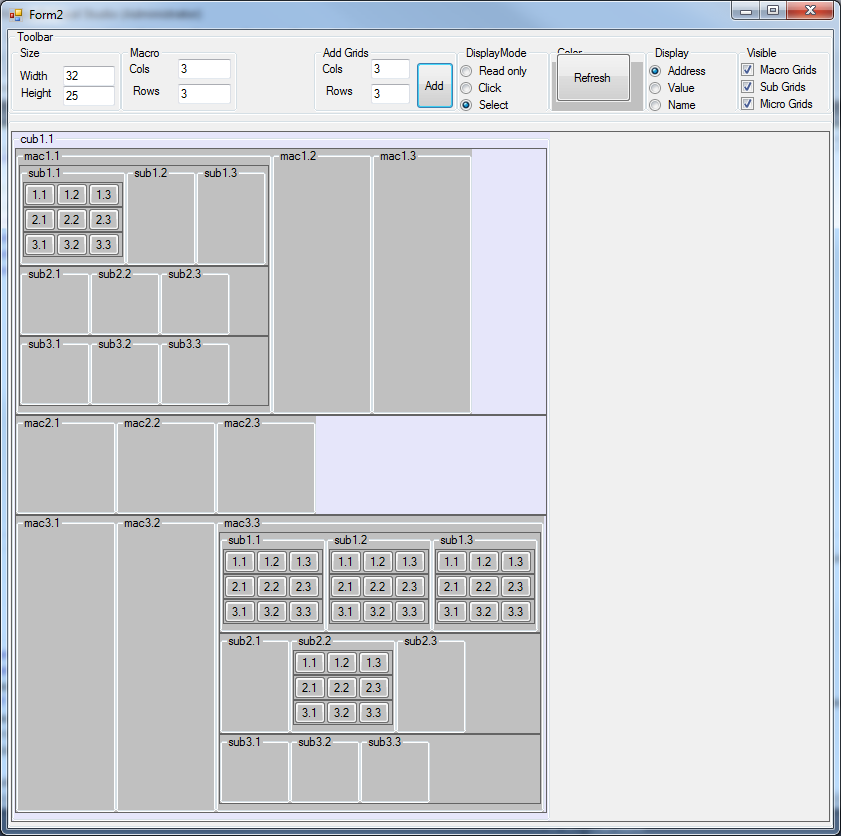 Form2
Toolbar
Size Macro Add Grids DisplayMode Color Display Visible
Width 32 Cols 3 Cols 3 Add Read only Refresh Address Macro Grids
Click Value Sub Grids
Height 25 Rows 3 Rows 3 Select Name Micro Grids
cub1.1
mac1.1 mac1.2 mac1.3
sub1.1 sub1.2 sub1.3
1.1 1.2 1.3
2.1 2.2 2.3
3.1 3.2 3.3
sub2.1 sub2.2 sub2.3
sub3.1 sub3.2 sub3.3
mac2.1 mac2.2 mac2.3
mac3.1 mac3.2 mac3.3
sub1.1 sub1.2 sub1.3
1.1 1.2 1.3 1.1 1.2 1.3 1.1 1.2 1.3
2.1 2.2 2.3 2.1 2.2 2.3 2.1 2.2 2.3
3.1 3.2 3.3 3.1 3.2 3.3 3.1 3.2 3.3
sub2.1 sub2.2 sub2.3
1.1 1.2 1.3
2.1 2.2 2.3
3.1 3.2 3.3
sub3.1 sub3.2 sub3.3